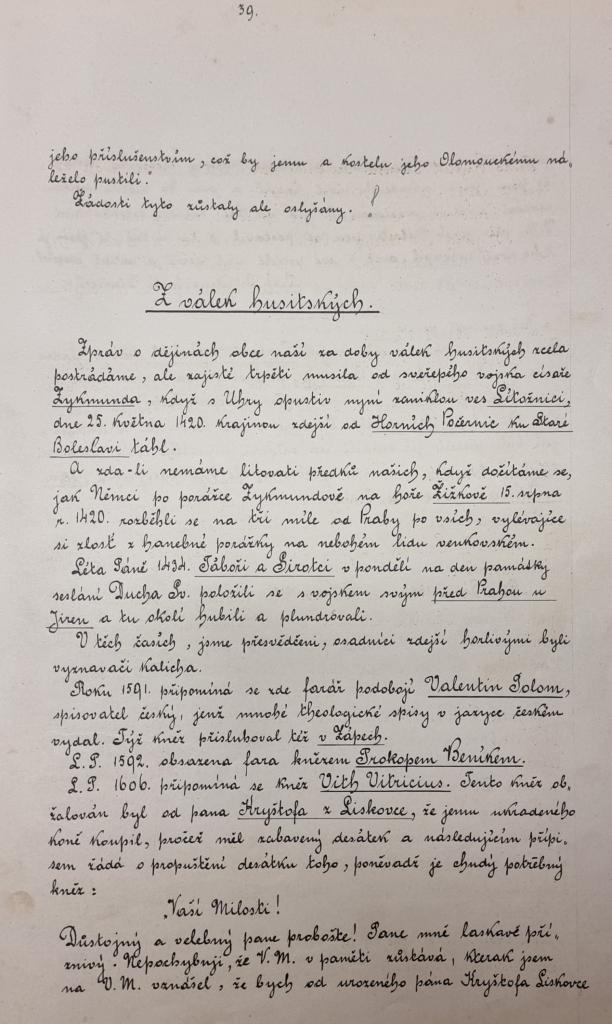 39.
jeho příslušenstvím, což by jemu a kostelu jeho Olomouckému ná=
leželo pustili."
Žádosti tyto zůstaly ale oslyšány. !
Z válek husitských.
Zpráv o dějinách obce naší za doby válek husitských zcela
postrádáme, ale zajisté trpěti musila od sveřepého vojska císaře
Zykmunda, když s Uhry opustiv nyní zaniklou ves Litožnici,
dne 25. května 1420. krajinou zdejší od Horních Počernic ku Staré
Boleslavi táhl.
A zda-li nemáme litovati předků našich, když dočítáme se,
jak Němci po porážce Zykmundově na hoře Žižkově 15. srpna
r. 1420. rozběhli se na tři míle od Prahy po vsích, vylévajíce
si zlosť z hanebné porážky na nebohém lidu venkovském.
Léta Páně 1434. Táboři a Sirotci v pondělí na den památky
seslání Ducha Sv. položili se s vojskem svým před Prahou u
Jiren a tu okolí hubili a plundrovali.
V těch časích, jsme přesvědčeni, osadníci zdejší horlivými byli
vyznavači kalicha.
Roku 1591. připomíná se zde farář podobojí Valentin Polom,
spisovatel český, jenž mnohé theologické spisy v jazyce českém
vydal. Týž kněz přisluhoval též v Zápech.
L. P. 1592. obsazena fara knězem Prokopem Beníkem.
L. P. 1606. připomíná se kněz Vith Vitricius. Tento kněz ob=
žalován byl od pana Kryštofa z Liskovce, že jemu ukradeného
koně koupil, pročež měl zabavený desátek a následujícím přípi=
sem žádá o propuštění desátku toho, poněvadž je chudý potřebný
kněz:
"Vaší Milosti!
Důstojný a velebný pane probošte! Pane mně laskavě pří=
znivý. Nepochybuji, že V. M. v paměti zůstává, kterak jsem
na V. M. vznášel, že bych od urozeného pána Kryštofa Liskovce